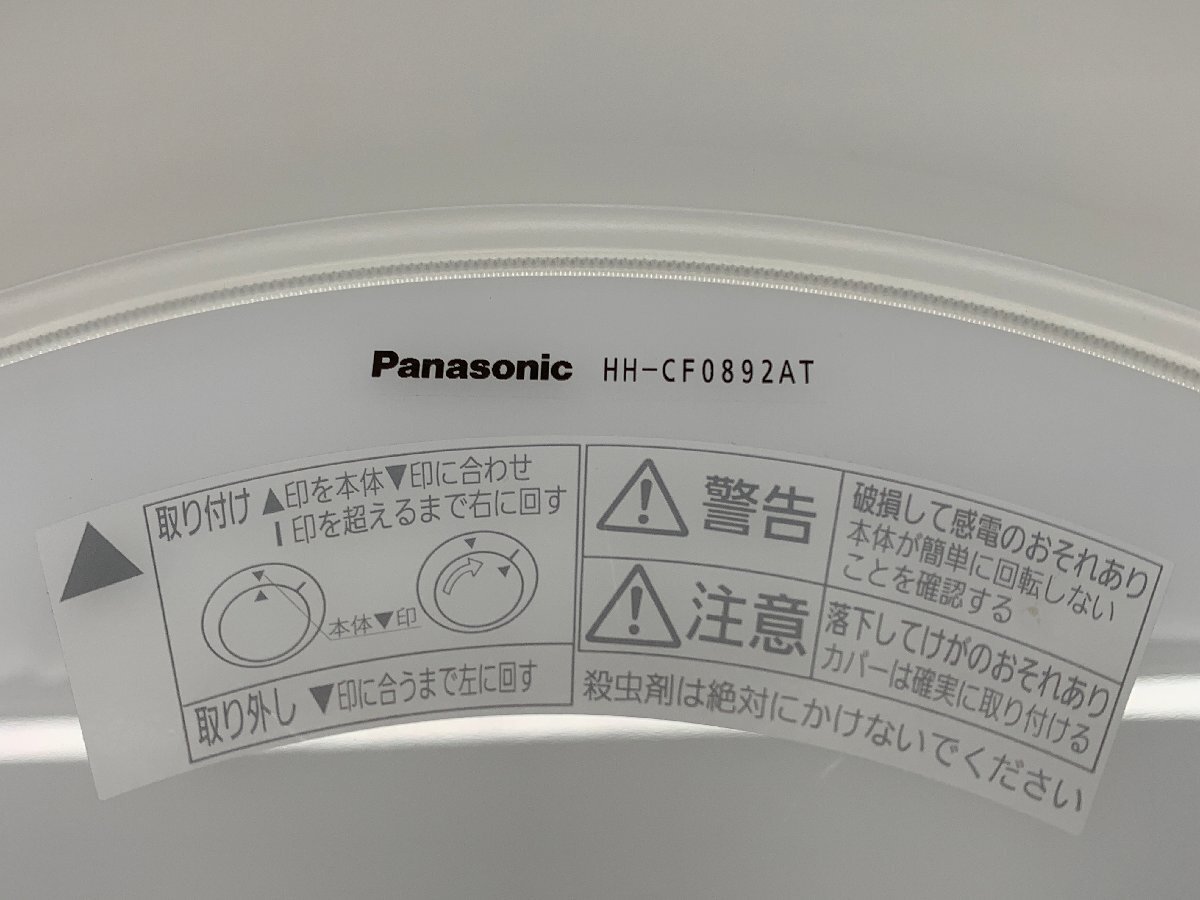 Panasonic HH-CF0892AT
取り付け ▲印を本体▼印に合わせ
┃印を超えるまで右に回す
本体▼印
取り外し ▼印に合うまで左に回す
警告
破損して感電のおそれあり
本体が簡単に回転しない
ことを確認する
注意
落下してけがのおそれあり
カバーは確実に取り付ける
殺虫剤は絶対にかけないでください